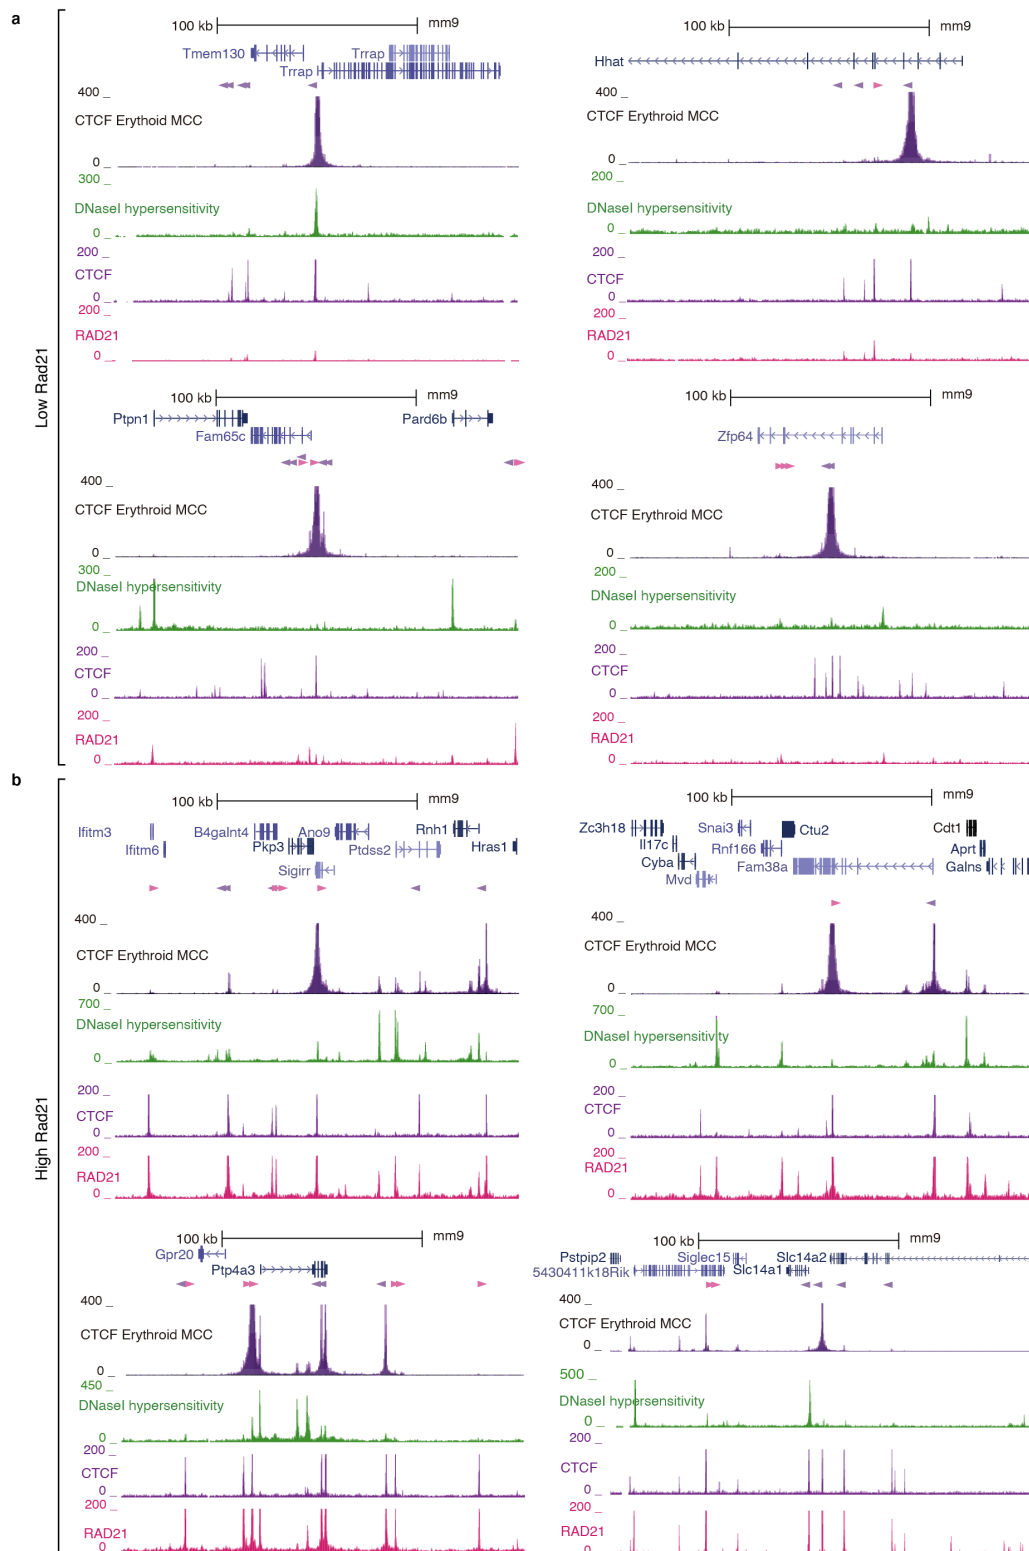 a
100 kb
mm9
Tmem130
Trrap
Trrap
400
CTCF Erythoid MCC
0
300
DNaseI hypersensitivity
0
200
CTCF
0
200
RAD21
0
100 kb
mm9
Hhat
400
CTCF Erythroid MCC
0
200
DNaseI hypersensitivity
0
200
CTCF
0
200
RAD21
0
Low Rad21
100 kb
mm9
Ptpn1
Pard6b
Fam65c
400
CTCF Erythroid MCC
0
300
DNaseI hypersensitivity
0
200
CTCF
0
200
RAD21
0
100 kb
mm9
Zfp64
400
CTCF Erythroid MCC
0
200
DNaseI hypersensitivity
0
200
CTCF
0
200
RAD21
0
b
100 kb
mm9
Ifitm3
B4galnt4
Ano9
Rnh1
Ifitm6
Pkp3
Ptdss2
Hras1
Sigirr
400
CTCF Erythroid MCC
0
700
DNaseI hypersensitivity
0
200
CTCF
0
200
RAD21
0
100 kb
mm9
Zc3h18
Snai3
Ctu2
Cdt1
Il17c
Rnf166
Aprt
Cyba
Fam38a
Galns
Mvd
400
CTCF Erythroid MCC
0
700
DNaseI hypersensitivity
0
200
CTCF
0
200
RAD21
0
High Rad21
100 kb
mm9
Gpr20
Ptp4a3
400
CTCF Erythroid MCC
0
450
DNaseI hypersensitivity
0
200
CTCF
0
200
RAD21
0
100 kb
mm9
Pstpip2
Siglec15
Slc14a2
5430411k18Rik
Slc14a1
400
CTCF Erythroid MCC
0
500
DNaseI hypersensitivity
0
200
CTCF
0
200
RAD21
0